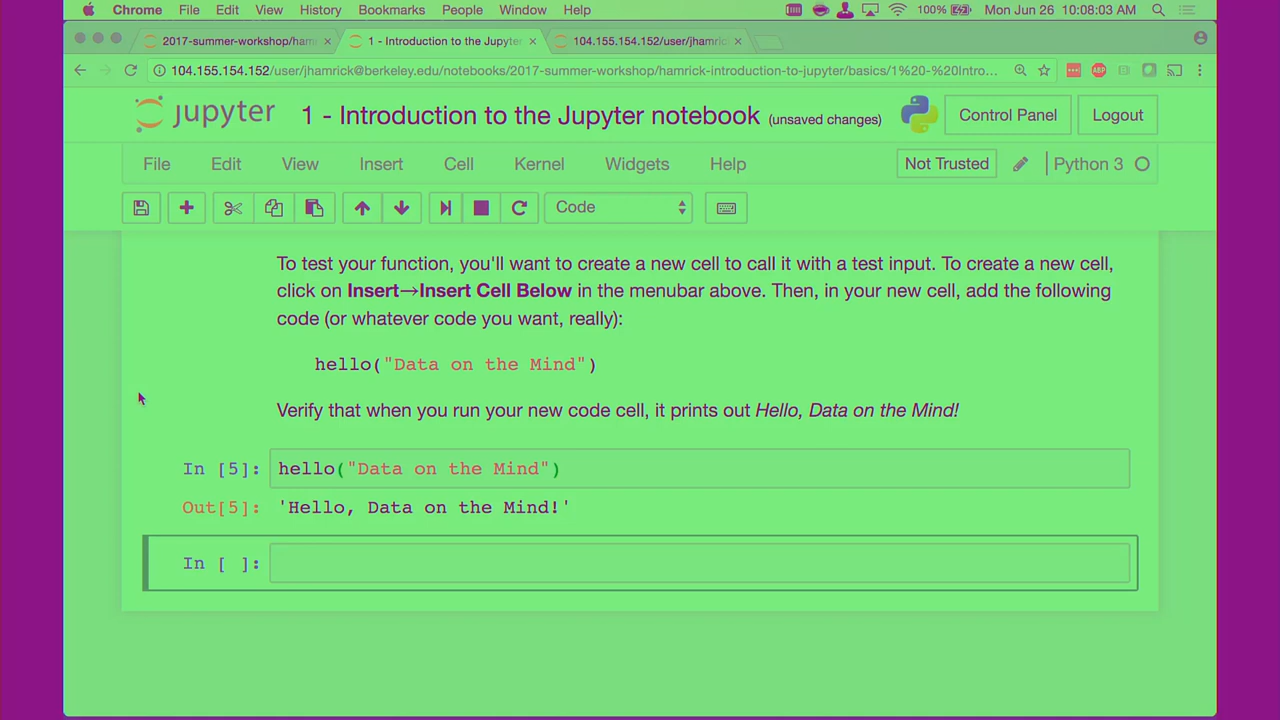 Chrome File Edit View History Bookmarks People Window Help 100% Mon Jun 26 10:08:03 AM
2017-summer-workshop/ham × 1 - Introduction to the Jupyter × 104.155.154.152/user/jhamric ×
104.155.154.152/user/jhamrick@berkeley.edu/notebooks/2017-summer-workshop/hamrick-introduction-to-jupyter/basics/1%20-%20Intro... ABP
jupyter 1 - Introduction to the Jupyter notebook (unsaved changes) Control Panel Logout
File Edit View Insert Cell Kernel Widgets Help Not Trusted Python 3
Code
To test your function, you'll want to create a new cell to call it with a test input. To create a new cell,
click on Insert→Insert Cell Below in the menubar above. Then, in your new cell, add the following
code (or whatever code you want, really):
hello("Data on the Mind")
Verify that when you run your new code cell, it prints out Hello, Data on the Mind!
In [5]: hello("Data on the Mind")
Out[5]: 'Hello, Data on the Mind!'
In [ ]: